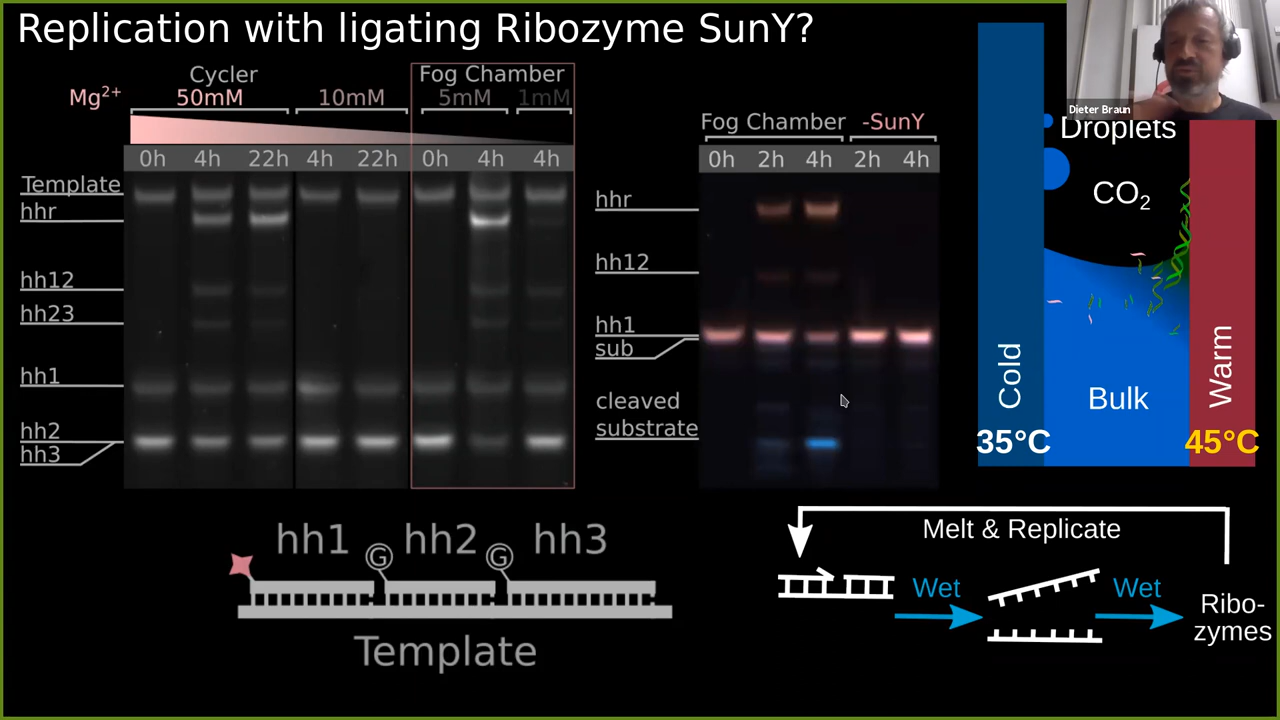 Replication with ligating Ribozyme SunY?
Cycler
Fog Chamber
Mg²⁺
50mM
10mM
5mM
1mM
0h
4h
22h
4h
22h
0h
4h
4h
Template
hhr
hh12
hh23
hh1
hh2
hh3
Fog Chamber
-SunY
0h
2h
4h
2h
4h
hhr
hh12
hh1
sub
cleaved
substrate
Dieter Braun
Droplets
CO₂
Cold
Bulk
Warm
35°C
45°C
hh1
G
hh2
G
hh3
Template
Melt & Replicate
Wet
Wet
Ribo-
zymes